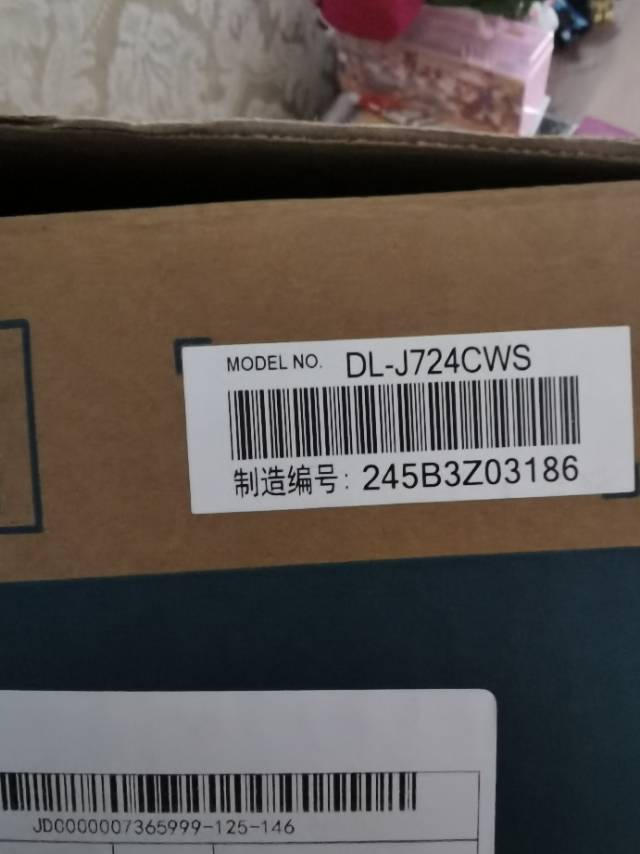 MODEL NO. DL-J724CWS
制造编号: 245B3Z03186
JD0000007365999-125-146